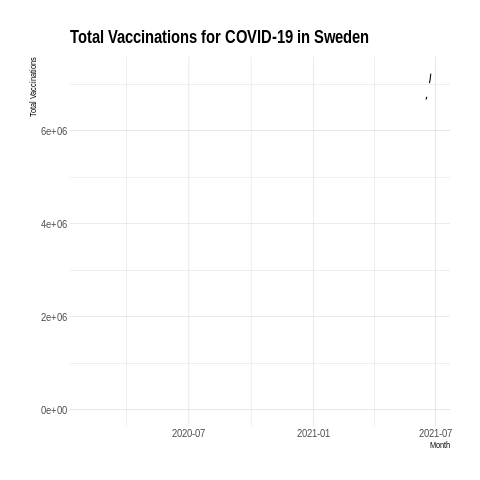 Total Vaccinations for COVID-19 in Sweden
Total Vaccinations
6e+06
4e+06
2e+06
0e+00
2020-07
2021-01
2021-07
Month